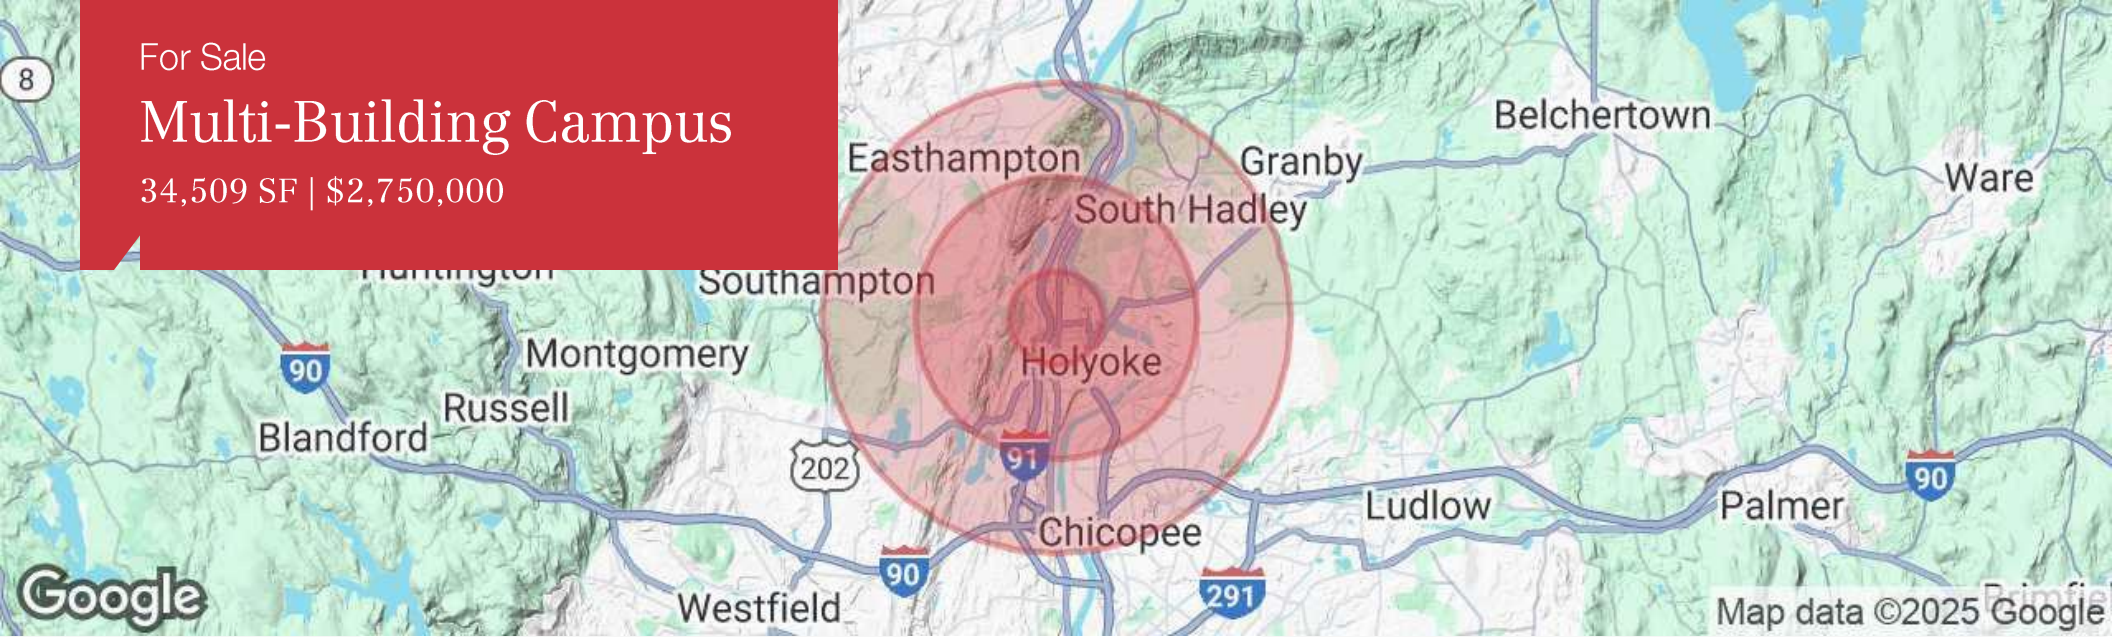 For Sale
Multi-Building Campus
34,509 SF | $2,750,000
8
Belchertown
Easthampton
Granby
Ware
South Hadley
Huntington
Southampton
90
Montgomery
Holyoke
Russell
Blandford
91
202
90
Ludlow
Palmer
Chicopee
90
291
Google
Westfield
Map data ©2025 Google